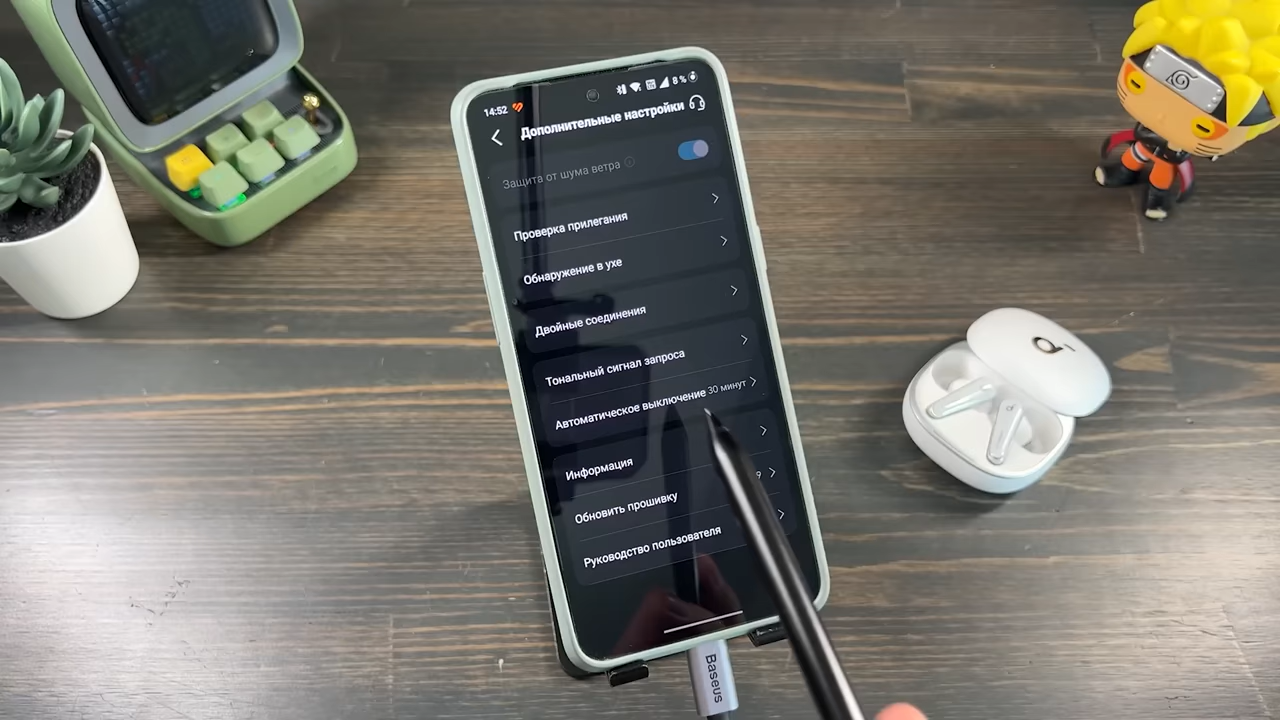 14:52
8 %
Дополнительные настройки
Защита от шума ветра
Проверка прилегания
Обнаружение в ухе
Двойные соединения
Тональный сигнал запроса
Автоматическое выключение 30 минут
Информация
Обновить прошивку
9
Руководство пользователя
Baseus